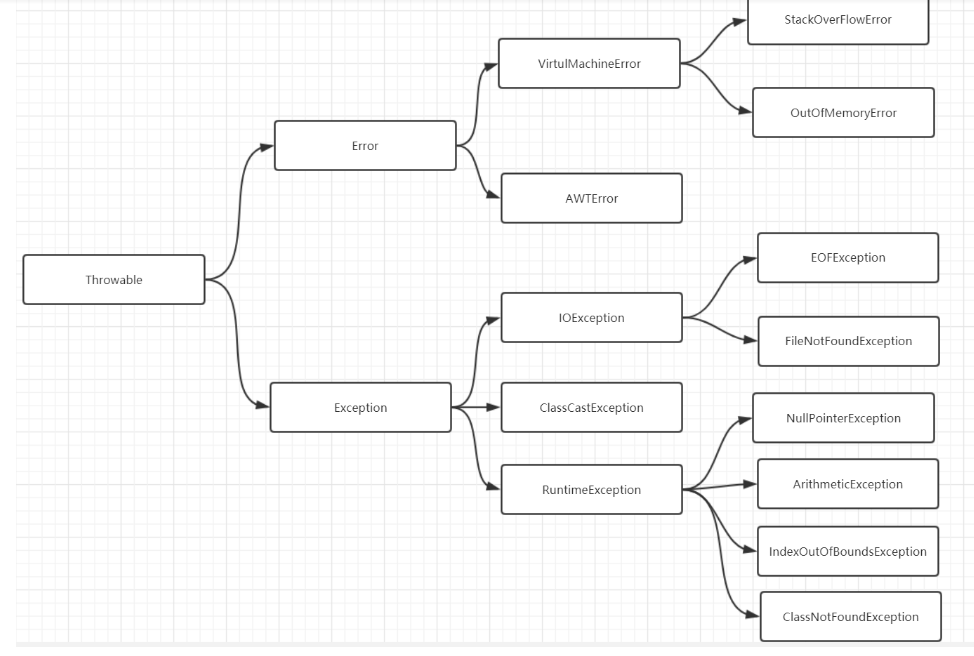 StackOverFlowError
VirtulMachineError
OutOfMemoryError
Error
AWTError
Throwable
EOFException
IOException
FileNotFoundException
Exception
ClassCastException
NullPointerException
RuntimeException
ArithmeticException
IndexOutOfBoundsException
ClassNotFoundException